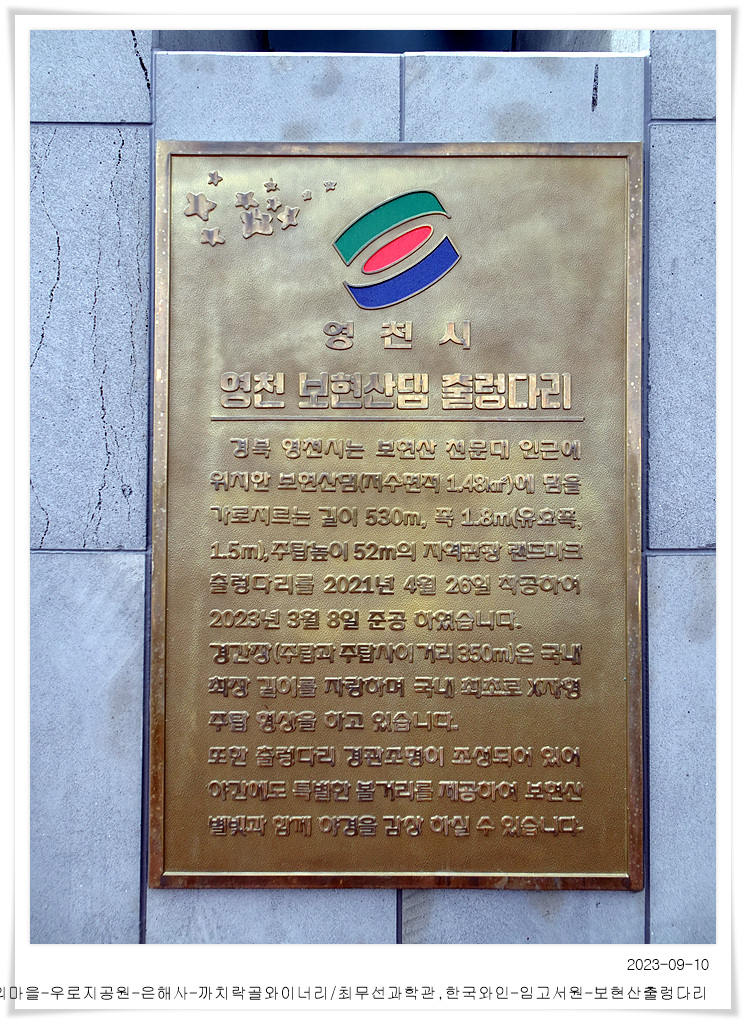 영천시
영천 보현산댐 출렁다리
경북 영천시는 보현산 천문대 인근에
위치한 보현산댐(저수면적 1.48㎢)에 댐을
가로지르는 길이 530m, 폭 1.8m(유효폭,
1.5m), 주탑높이 52m의 지역관광 랜드마크
출렁다리를 2021년 4월 26일 착공하여
2023년 3월 8일 준공 하였습니다.
경간장(주탑과 주탑사이거리 350m)은 국내
최장 길이를 자랑하며 국내 최초로 X자형
주탑 형상을 하고 있습니다.
또한 출렁다리 경관조명이 조성되어 있어
야간에도 특별한 볼거리를 제공하여 보현산
별빛과 함께 야경을 감상 하실 수 있습니다.
2023-09-10
의마을-우로지공원-은해사-까치락골와이너리/최무선과학관,한국와인-임고서원-보현산출렁다리